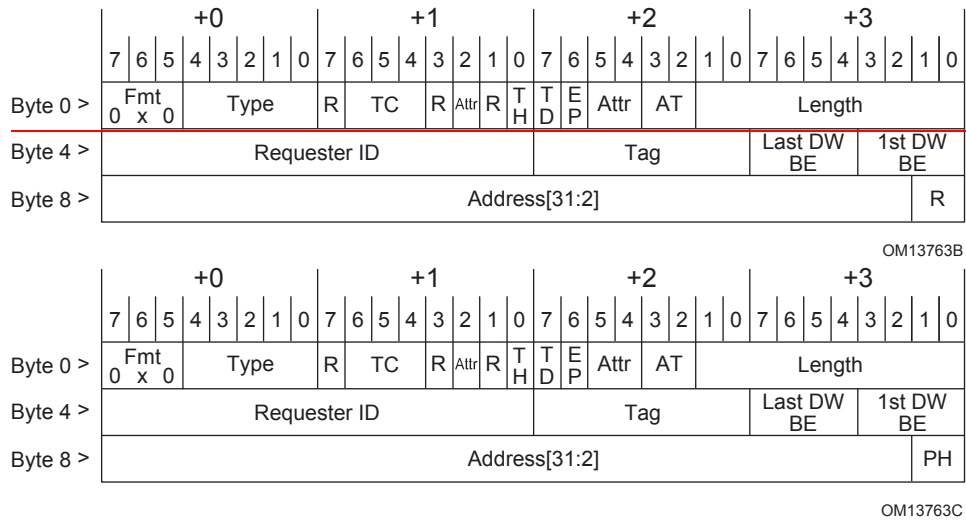 +0 +1 +2 +3
7 6 5 4 3 2 1 0 7 6 5 4 3 2 1 0 7 6 5 4 3 2 1 0 7 6 5 4 3 2 1 0
Byte 0 > Fmt 0 x 0 Type R TC R Attr R TH TD EP Attr AT Length
Byte 4 > Requester ID Tag Last DW BE 1st DW BE
Byte 8 > Address[31:2] R
OM13763B
+0 +1 +2 +3
7 6 5 4 3 2 1 0 7 6 5 4 3 2 1 0 7 6 5 4 3 2 1 0 7 6 5 4 3 2 1 0
Byte 0 > Fmt 0 x 0 Type R TC R Attr R TH TD EP Attr AT Length
Byte 4 > Requester ID Tag Last DW BE 1st DW BE
Byte 8 > Address[31:2] PH
OM13763C